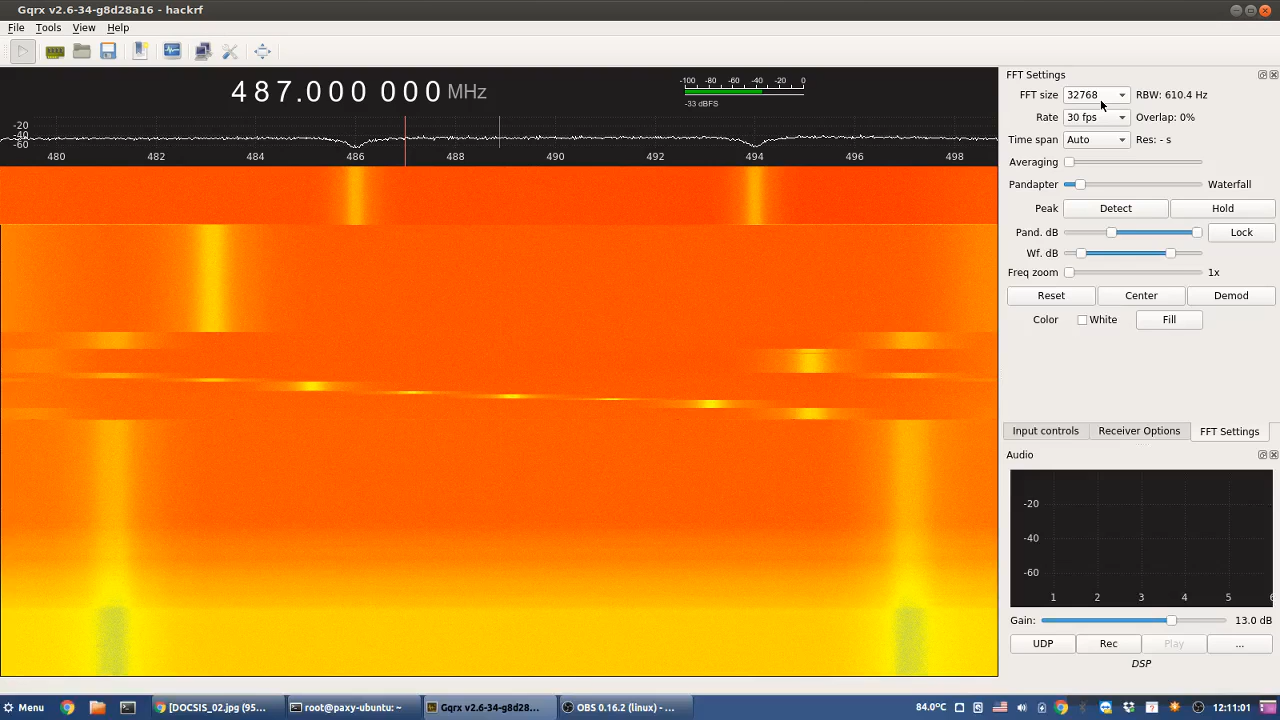 Gqrx v2.6-34-g8d28a16 - hackrf
File Tools View Help
487.000 000 MHz
-100 -80 -60 -40 -20 0
-33 dBFS
-20
-40
-60
480 482 484 486 488 490 492 494 496 498
FFT Settings
FFT size 32768 RBW: 610.4 Hz
Rate 30 fps Overlap: 0%
Time span Auto Res: - s
Averaging
Pandapter Waterfall
Peak Detect Hold
Pand. dB Lock
Wf. dB
Freq zoom 1x
Reset Center Demod
Color White Fill
Input controls Receiver Options FFT Settings
Audio
-20
-40
-60
1 2 3 4 5 6
Gain: 13.0 dB
UDP Rec Play ...
DSP
Menu [DOCSIS_02.jpg (95... root@paxy-ubuntu: ~ Gqrx v2.6-34-g8d28... OBS 0.16.2 (linux) - ... 84.0°C 12:11:01